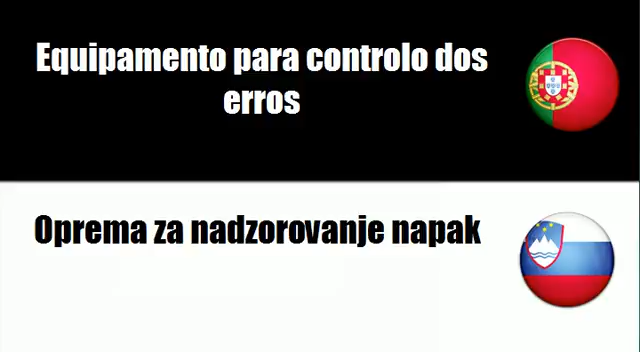 Equipamento para controlo dos
erros
Oprema za nadzorovanje napak